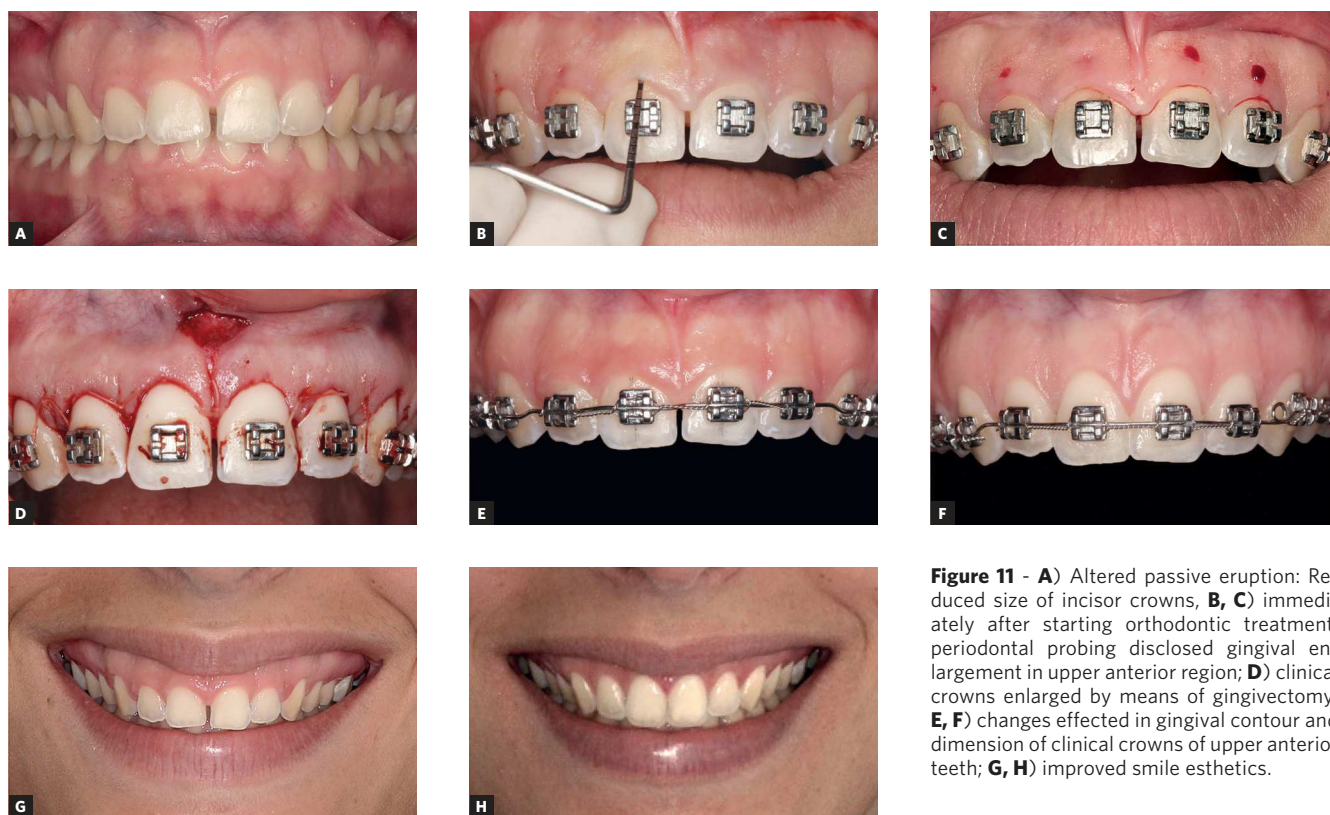 A
B
C
D
E
F
G
H
Figure 11 - A) Altered passive eruption: Re-
duced size of incisor crowns, B, C) immedi-
ately after starting orthodontic treatment
periodontal probing disclosed gingival en-
largement in upper anterior region; D) clinica
crowns enlarged by means of gingivectomy
E, F) changes effected in gingival contour and
dimension of clinical crowns of upper anterio
teeth; G, H) improved smile esthetics.